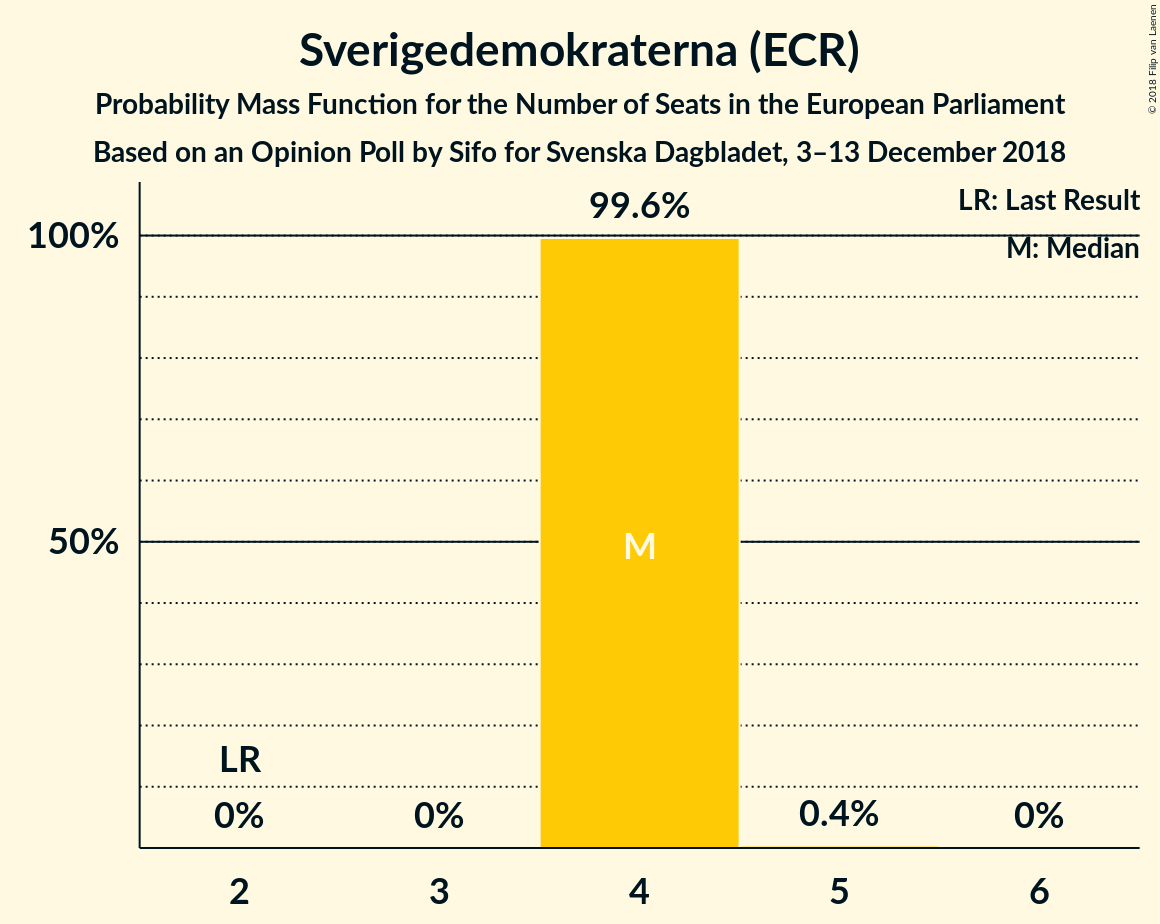 Sverigedemokraterna (ECR)
Probability Mass Function for the Number of Seats in the European Parliament
Based on an Opinion Poll by Sifo for Svenska Dagbladet, 3–13 December 2018
© 2018 Filip van Laenen
LR: Last Result
M: Median
99.6%
100%
50%
M
LR
0%
0%
0.4%
0%
2
3
4
5
6